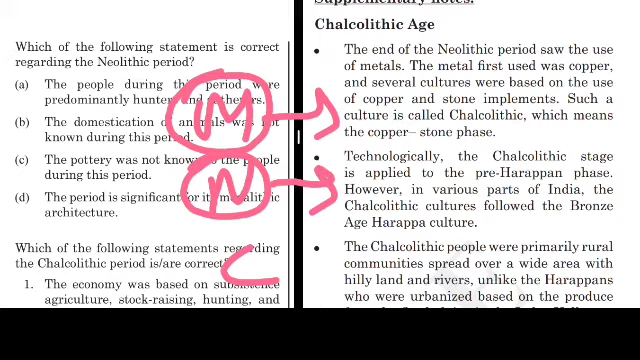 Which of the following statement is correct
regarding the Neolithic period?
(a) The people during this period were
predominantly hunters and gatherers.
(b) The domestication of animals was not
known during this period.
(c) The pottery was not known to the people
during this period.
(d) The period is significant for its megalithic
architecture.
Which of the following statements regarding
the Chalcolithic period is/are correct?
1. The economy was based on subsistence
agriculture, stock-raising, hunting, and
M
N
C
Supplementary notes:
Chalcolithic Age
• The end of the Neolithic period saw the use
of metals. The metal first used was copper,
and several cultures were based on the use
of copper and stone implements. Such a
culture is called Chalcolithic, which means
the copper– stone phase.
• Technologically, the Chalcolithic stage
is applied to the pre-Harappan phase.
However, in various parts of India, the
Chalcolithic cultures followed the Bronze
Age Harappa culture.
• The Chalcolithic people were primarily rural
communities spread over a wide area with
hilly land and rivers, unlike the Harappans
who were urbanized based on the produce